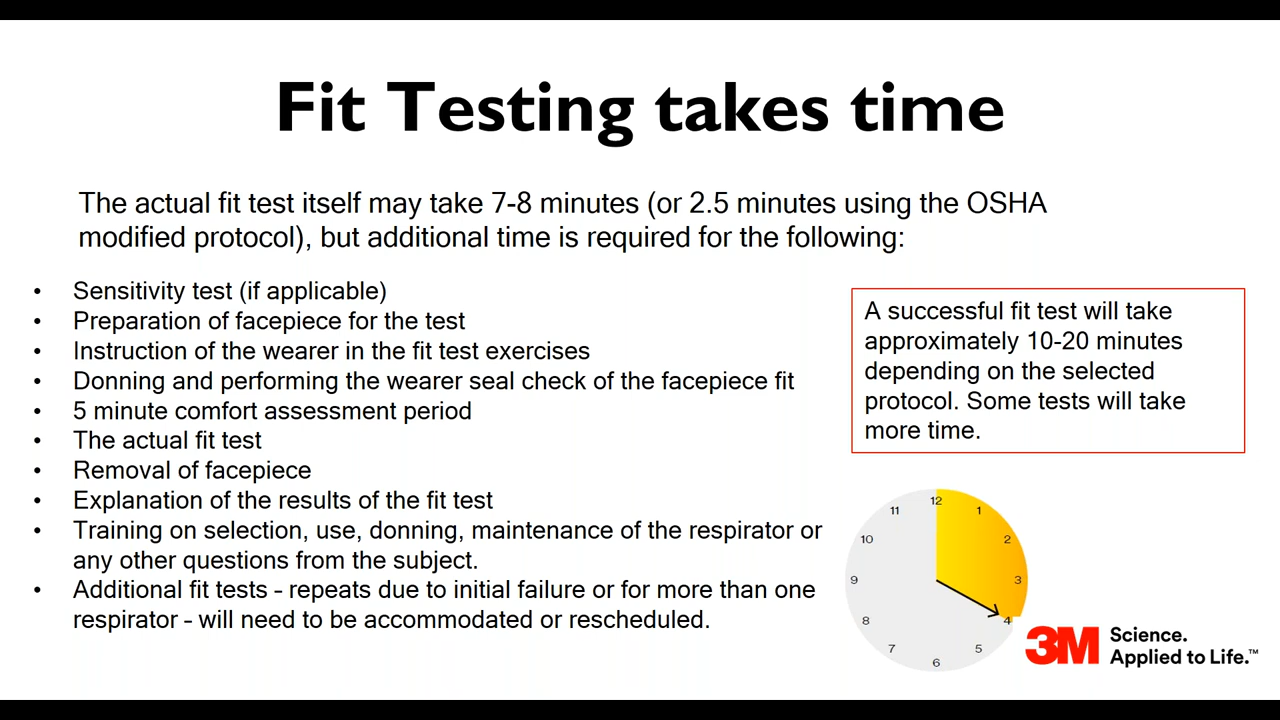 Fit Testing takes time
The actual fit test itself may take 7-8 minutes (or 2.5 minutes using the OSHA
modified protocol), but additional time is required for the following:
• Sensitivity test (if applicable)
• Preparation of facepiece for the test
• Instruction of the wearer in the fit test exercises
• Donning and performing the wearer seal check of the facepiece fit
• 5 minute comfort assessment period
• The actual fit test
• Removal of facepiece
• Explanation of the results of the fit test
• Training on selection, use, donning, maintenance of the respirator or
any other questions from the subject.
• Additional fit tests - repeats due to initial failure or for more than one
respirator - will need to be accommodated or rescheduled.
A successful fit test will take
approximately 10-20 minutes
depending on the selected
protocol. Some tests will take
more time.
12
1
2
3
4
5
6
7
8
9
10
11
3M Science.
Applied to Life.™